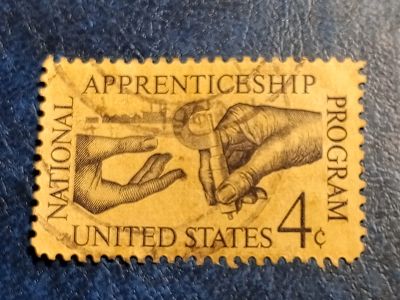 NATIONAL
APPRENTICESHIP
PROGRAM
UNITED STATES 4¢